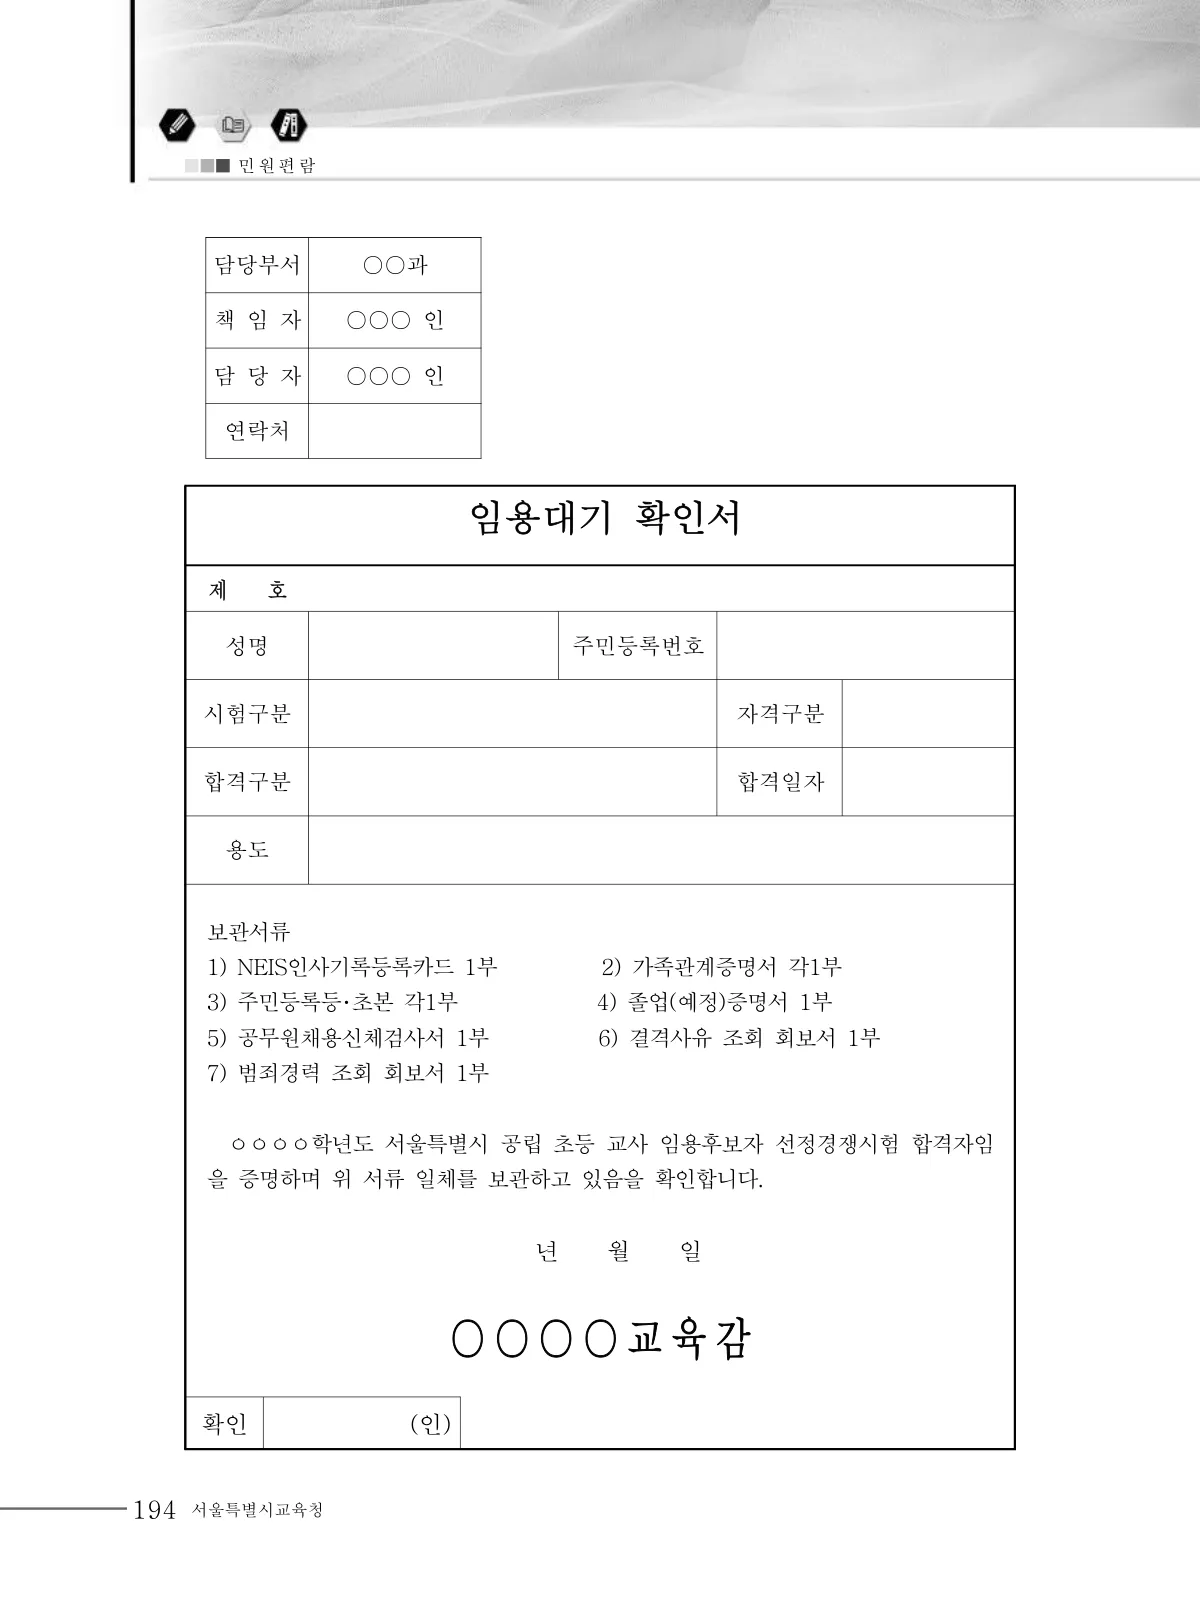 민원편람
담당부서 ○○과
책 임 자 ○○○ 인
담 당 자 ○○○ 인
연락처
임용대기 확인서
제 호
성명 주민등록번호
시험구분 자격구분
합격구분 합격일자
용도
보관서류
1) NEIS인사기록등록카드 1부 2) 가족관계증명서 각1부
3) 주민등록등·초본 각1부 4) 졸업(예정)증명서 1부
5) 공무원채용신체검사서 1부 6) 결격사유 조회 회보서 1부
7) 범죄경력 조회 회보서 1부
ㅇㅇㅇㅇ학년도 서울특별시 공립 초등 교사 임용후보자 선정경쟁시험 합격자임
을 증명하며 위 서류 일체를 보관하고 있음을 확인합니다.
년 월 일
○○○○교육감
확인 (인)
194 서울특별시교육청